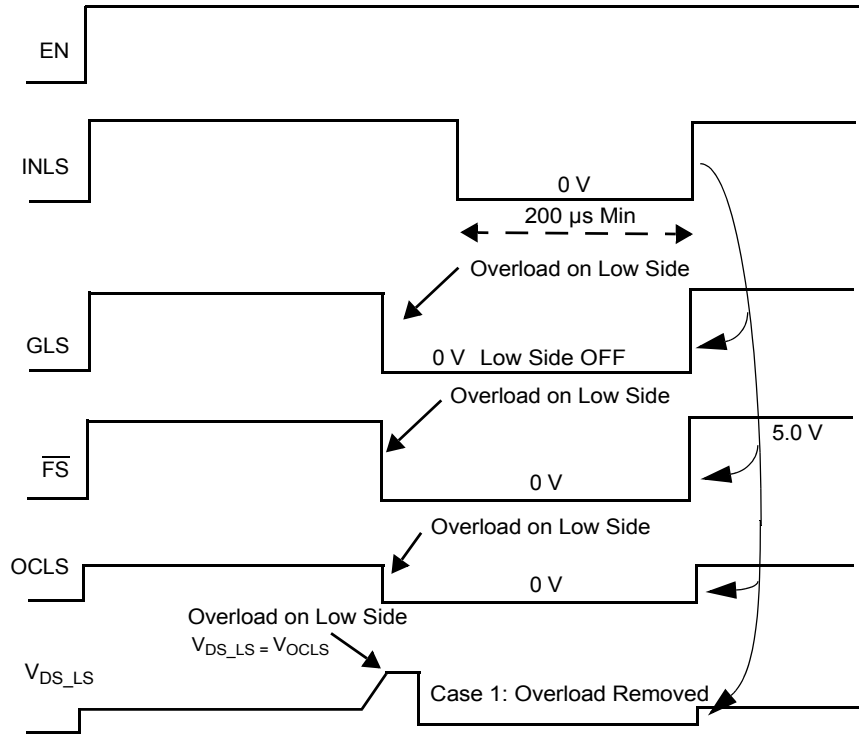 EN
INLS
0 V
200 µs Min
Overload on Low Side
GLS
0 V Low Side OFF
Overload on Low Side
5.0 V
FS
0 V
Overload on Low Side
OCLS
0 V
Overload on Low Side
VDS_LS = VOCLS
VDS_LS
Case 1: Overload Removed